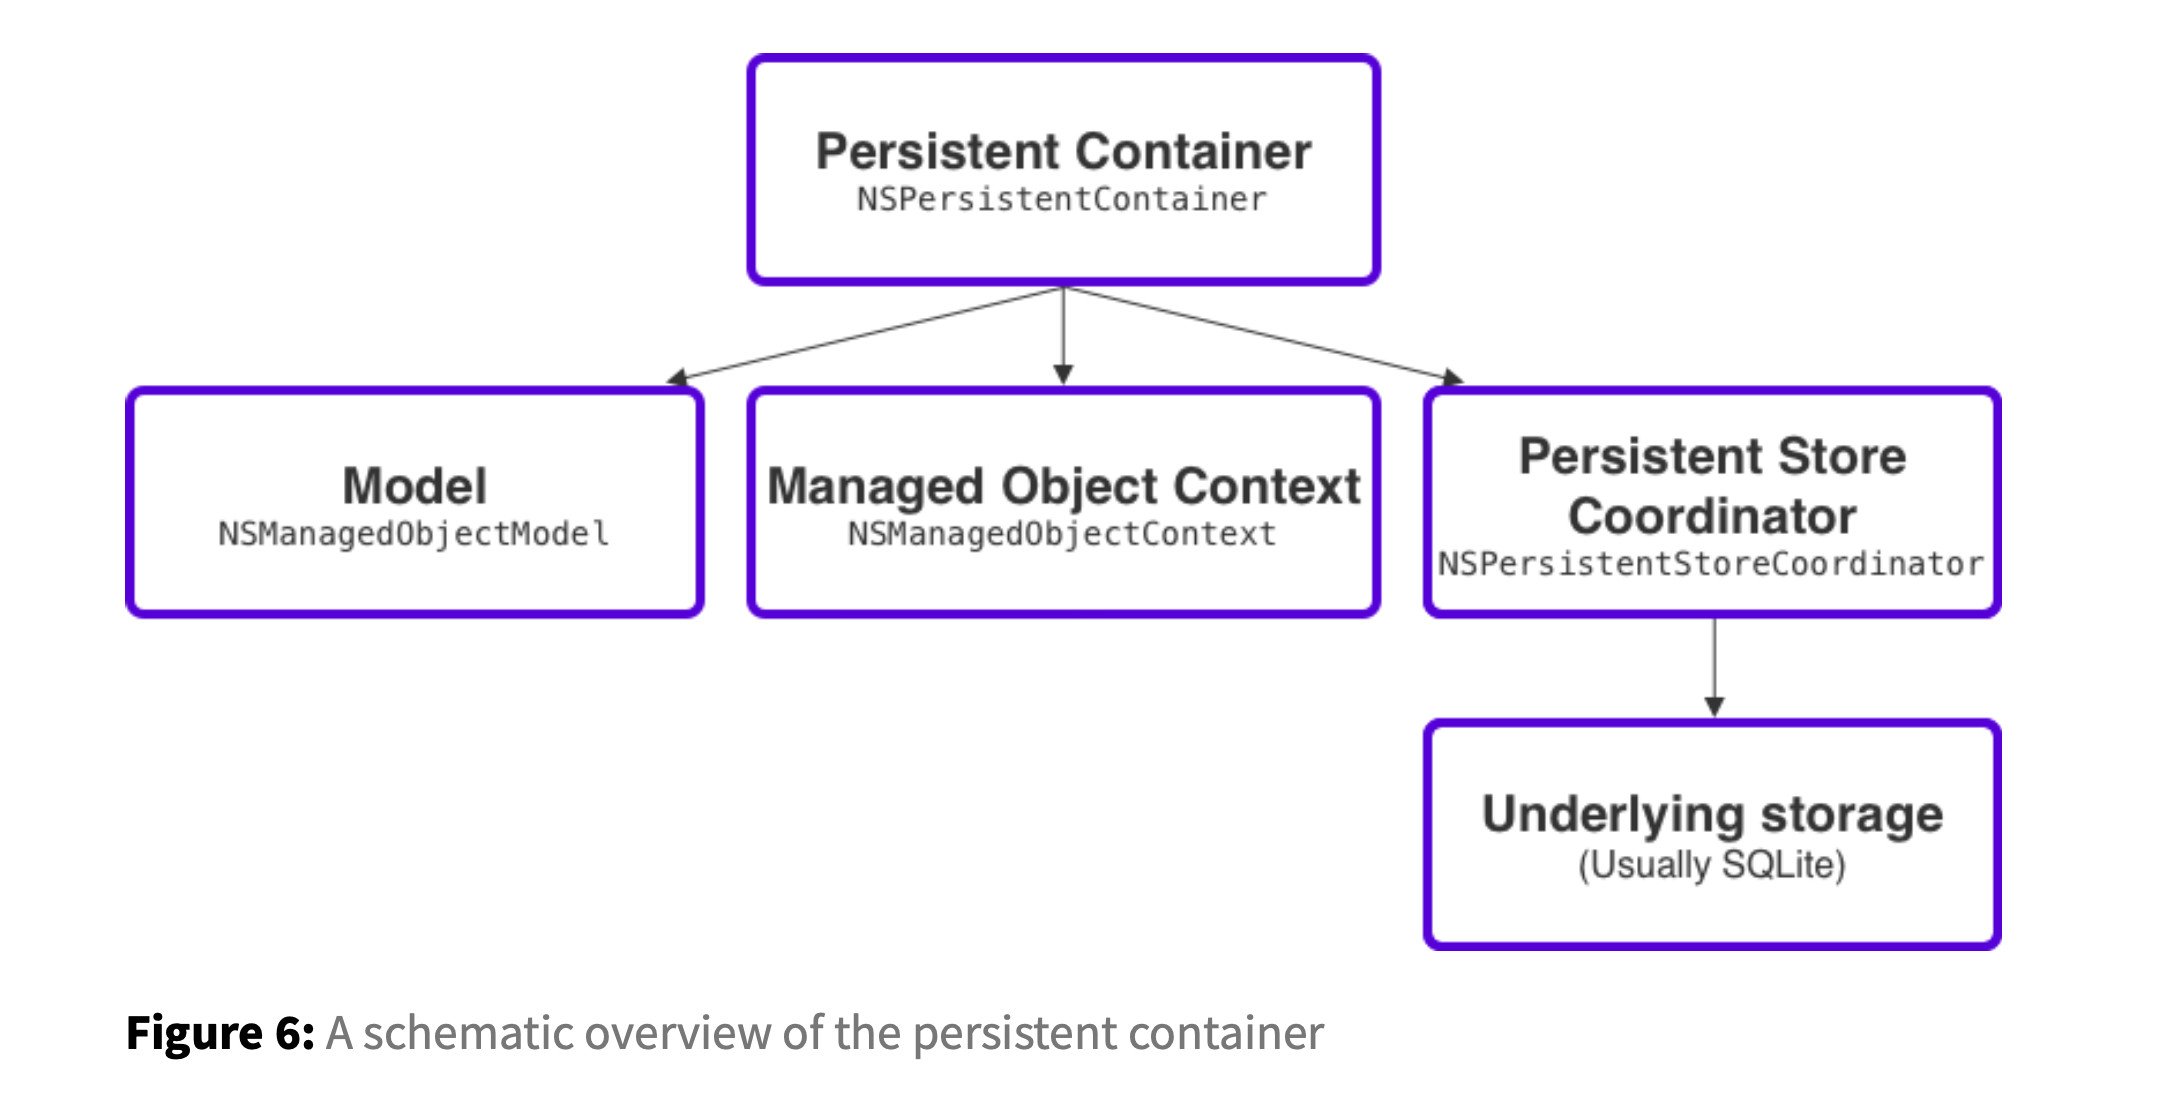 Persistent Container
NSPersistentContainer
Model
NSManagedObjectModel
Managed Object Context
NSManagedObjectContext
Persistent Store
Coordinator
NSPersistentStoreCoordinator
Underlying storage
(Usually SQLite)
Figure 6: A schematic overview of the persistent container